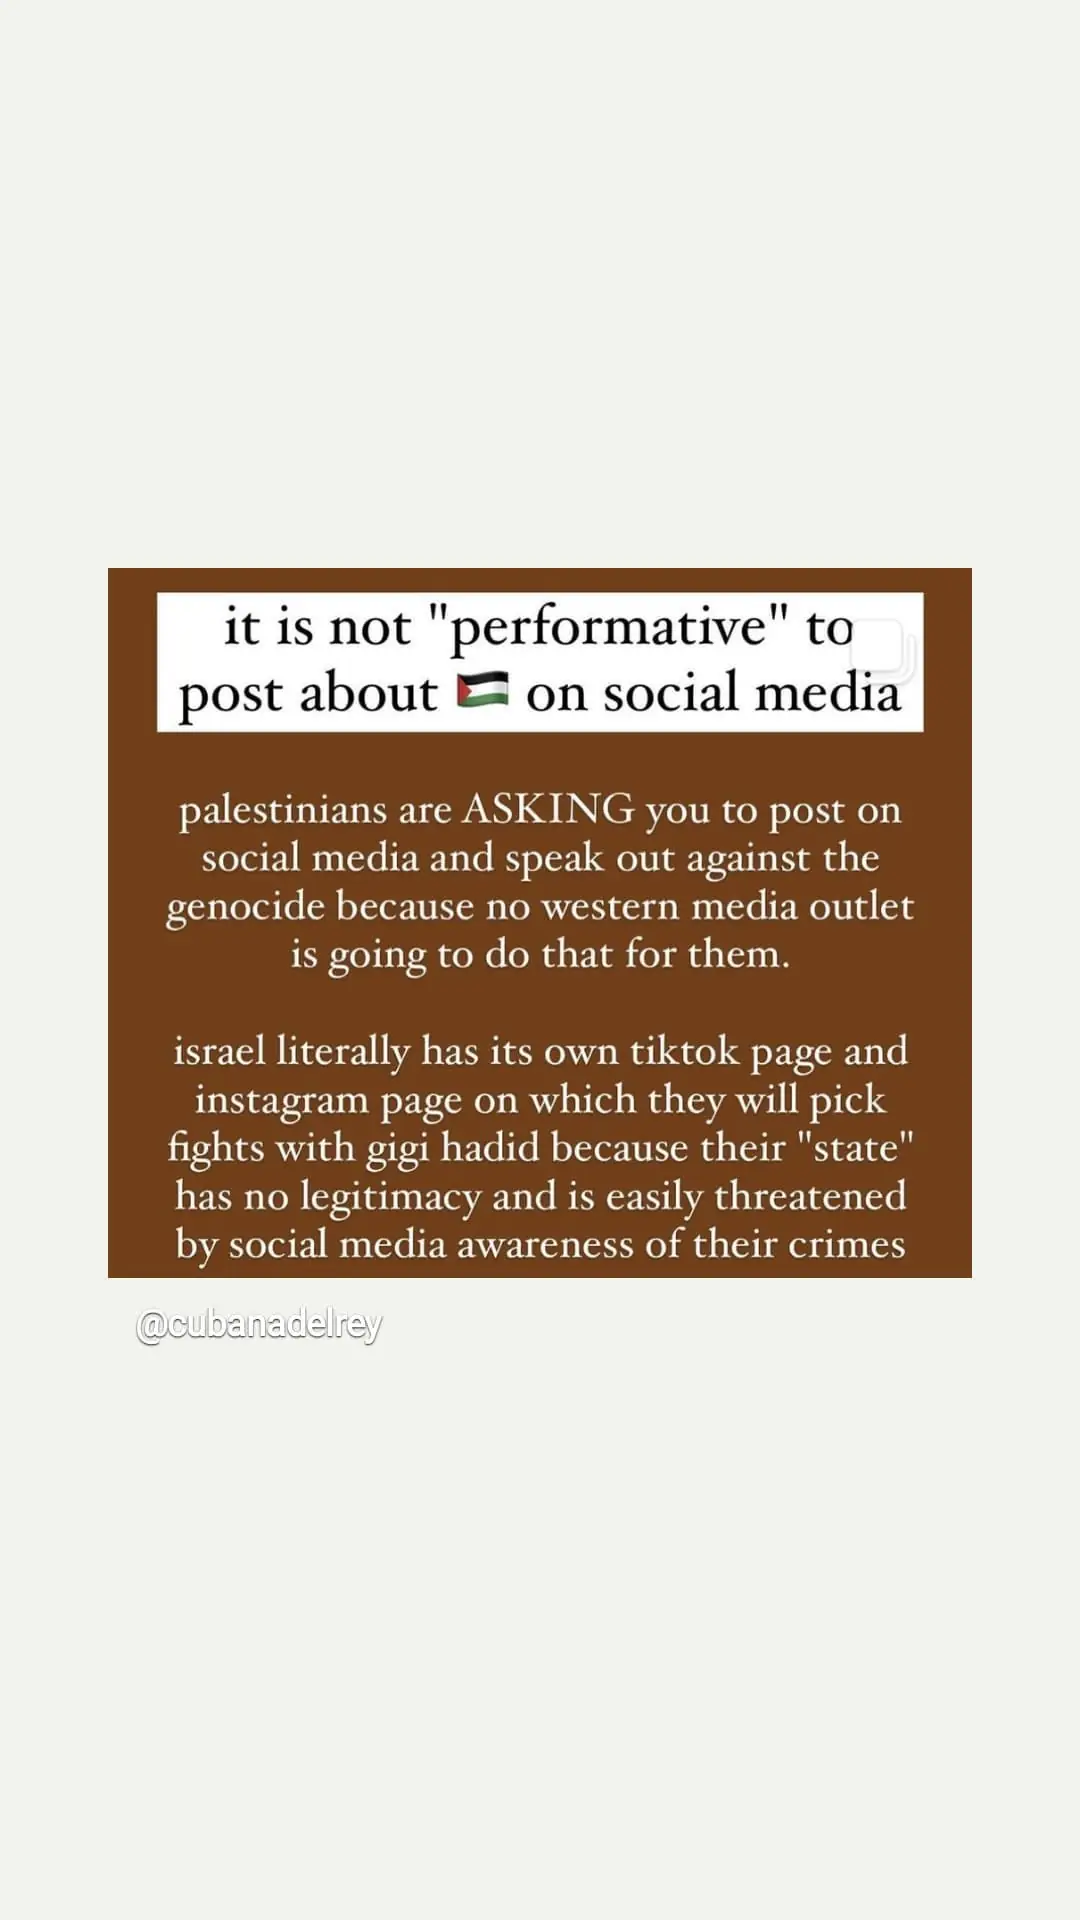 it is not "performative" to
post about 🇵🇸 on social media
palestinians are ASKING you to post on
social media and speak out against the
genocide because no western media outlet
is going to do that for them.
israel literally has its own tiktok page and
instagram page on which they will pick
fights with gigi hadid because their "state"
has no legitimacy and is easily threatened
by social media awareness of their crimes
@cubanadelrey